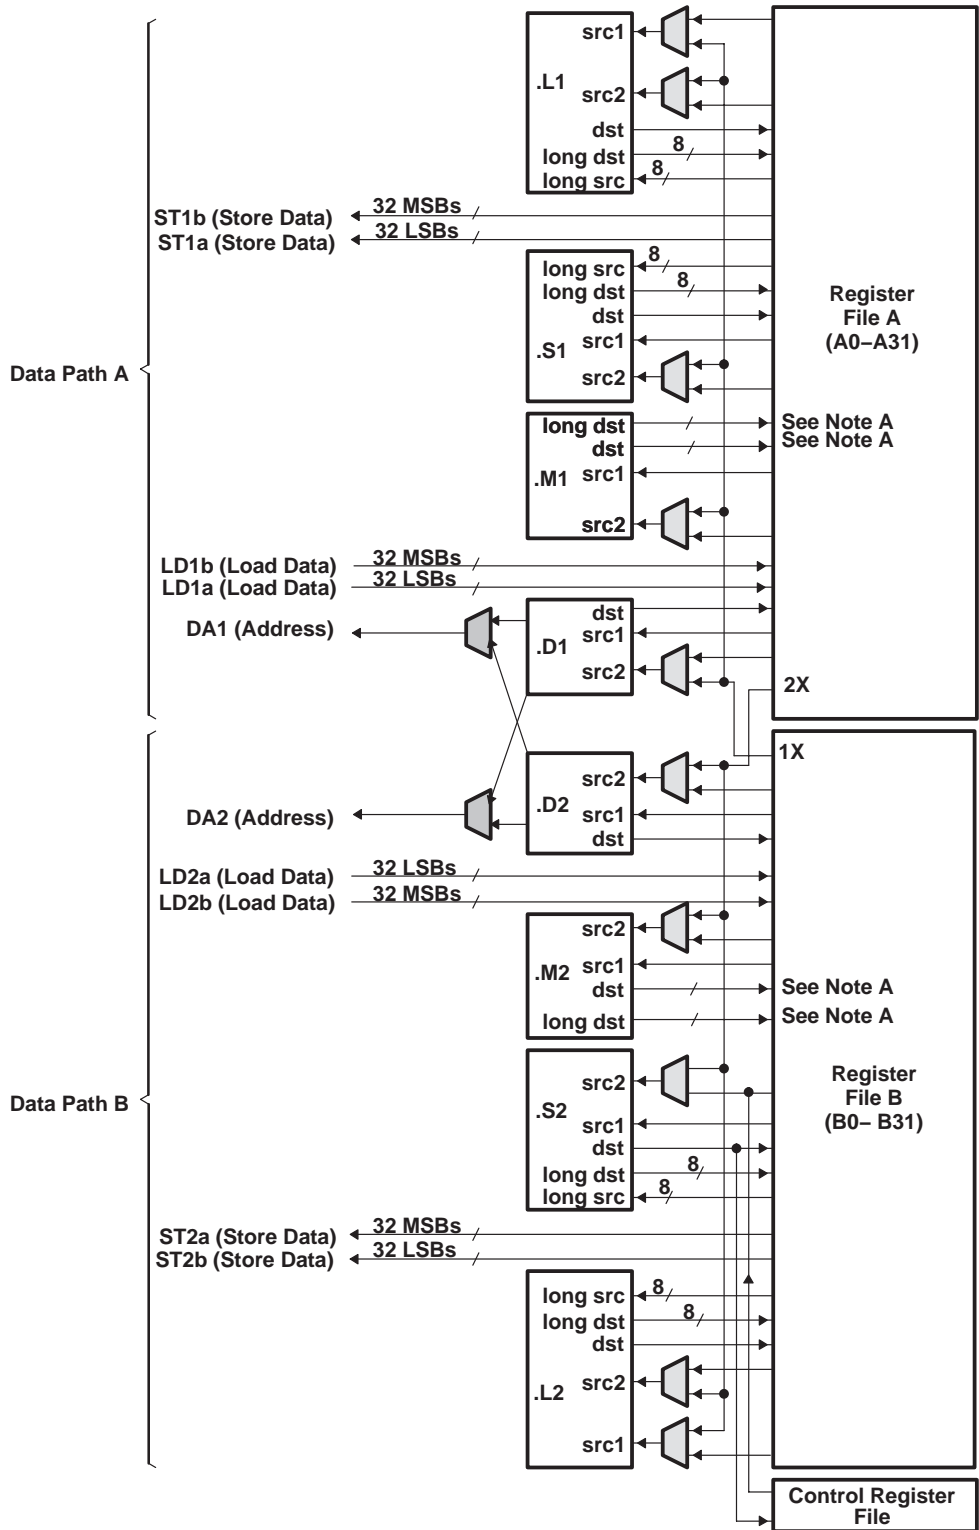 src1
.L1
src2
dst
8
long dst
8
long src
32 MSBs
ST1b (Store Data)
32 LSBs
ST1a (Store Data)
8
long src
8
long dst
dst
src1
.S1
src2
Register
File A
(A0–A31)
Data Path A
long dst
See Note A
dst
See Note A
src1
.M1
src2
32 MSBs
LD1b (Load Data)
32 LSBs
LD1a (Load Data)
dst
DA1 (Address)
src1
.D1
src2
2X
1X
src2
.D2
src1
DA2 (Address)
dst
32 LSBs
LD2a (Load Data)
32 MSBs
LD2b (Load Data)
src2
src1
.M2
dst
See Note A
long dst
See Note A
src2
Register
File B
(B0– B31)
Data Path B
.S2
src1
dst
8
long dst
8
long src
32 MSBs
ST2a (Store Data)
32 LSBs
ST2b (Store Data)
8
long src
8
long dst
dst
src2
.L2
src1
Control Register
File